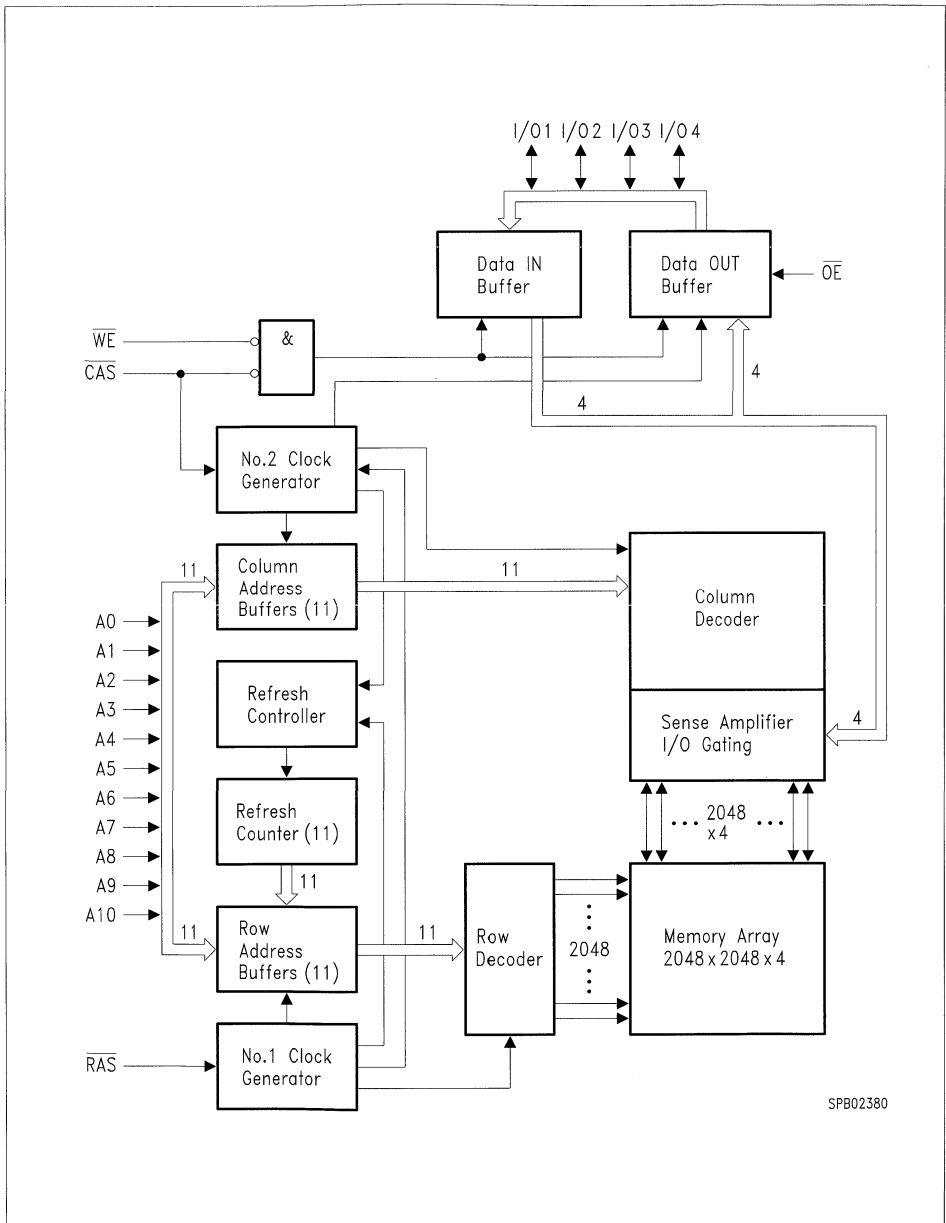 I/O1 I/O2 I/O3 I/O4
Data IN
Buffer
Data OUT
Buffer
OE
WE
&
CAS
4
4
No.2 Clock
Generator
11
Column
Address
Buffers (11)
11
Column
Decoder
A0
A1
A2
A3
A4
A5
A6
A7
A8
A9
A10
Refresh
Controller
Sense Amplifier
I/O Gating
4
Refresh
Counter (11)
11
••• 2048 •••
x 4
11
Row
Address
Buffers (11)
11
Row
Decoder
2048
Memory Array
2048 x 2048 x 4
RAS
No.1 Clock
Generator
SPB02380